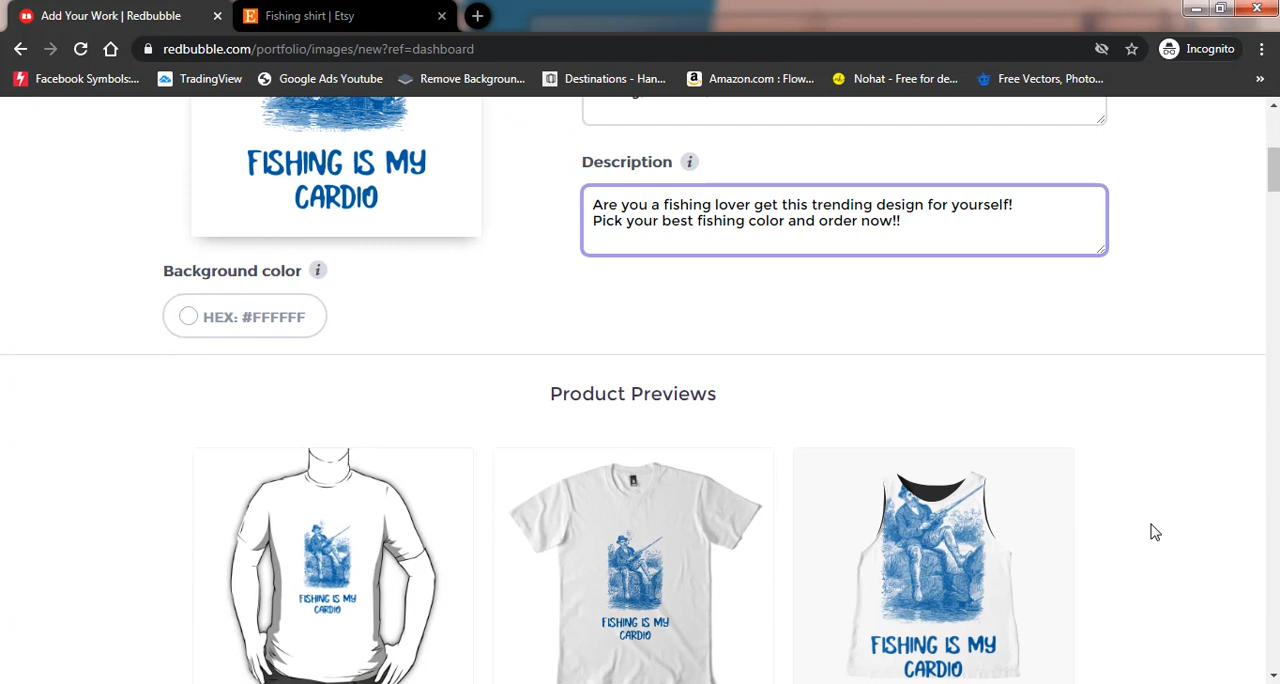 Add Your Work | Redbubble
Fishing shirt | Etsy
redbubble.com/portfolio/images/new?ref=dashboard
Incognito
Facebook Symbols:...
TradingView
Google Ads Youtube
Remove Backgroun...
Destinations - Han...
Amazon.com : Flow...
Nohat - Free for de...
Free Vectors, Photo...
»
FISHING IS MY
CARDIO
Description i
Are you a fishing lover get this trending design for yourself!
Pick your best fishing color and order now!!
Background color i
HEX: #FFFFFF
Product Previews
FISHING IS MY
CARDIO
FISHING IS MY
CARDIO
FISHING IS MY
CARDIO